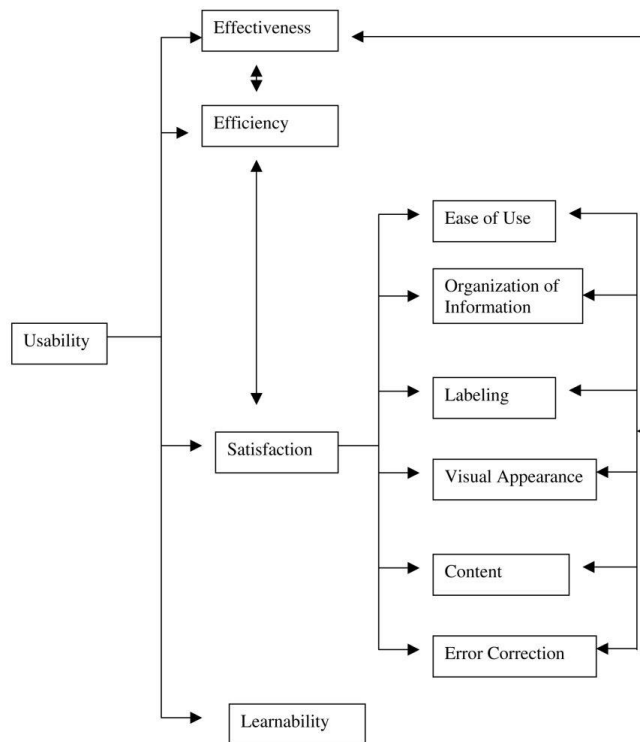 Effectiveness
Efficiency
Ease of Use
Organization of
Information
Usability
Labeling
Satisfaction
Visual Appearance
Content
Error Correction
Learnability